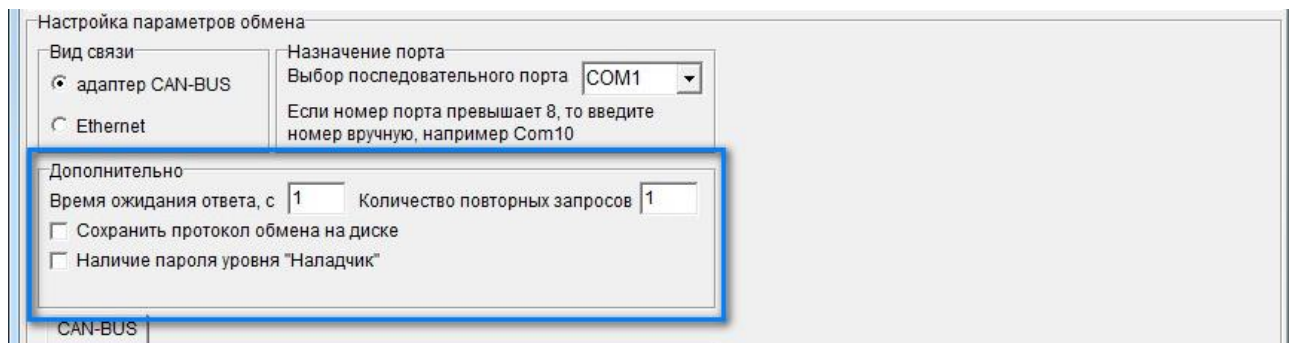 Настройка параметров обмена
Вид связи
адаптер CAN-BUS
Ethernet
Назначение порта
Выбор последовательного порта COM1
Если номер порта превышает 8, то введите
номер вручную, например Com10
Дополнительно
Время ожидания ответа, с 1 Количество повторных запросов 1
Сохранить протокол обмена на диске
Наличие пароля уровня "Наладчик"
CAN-BUS